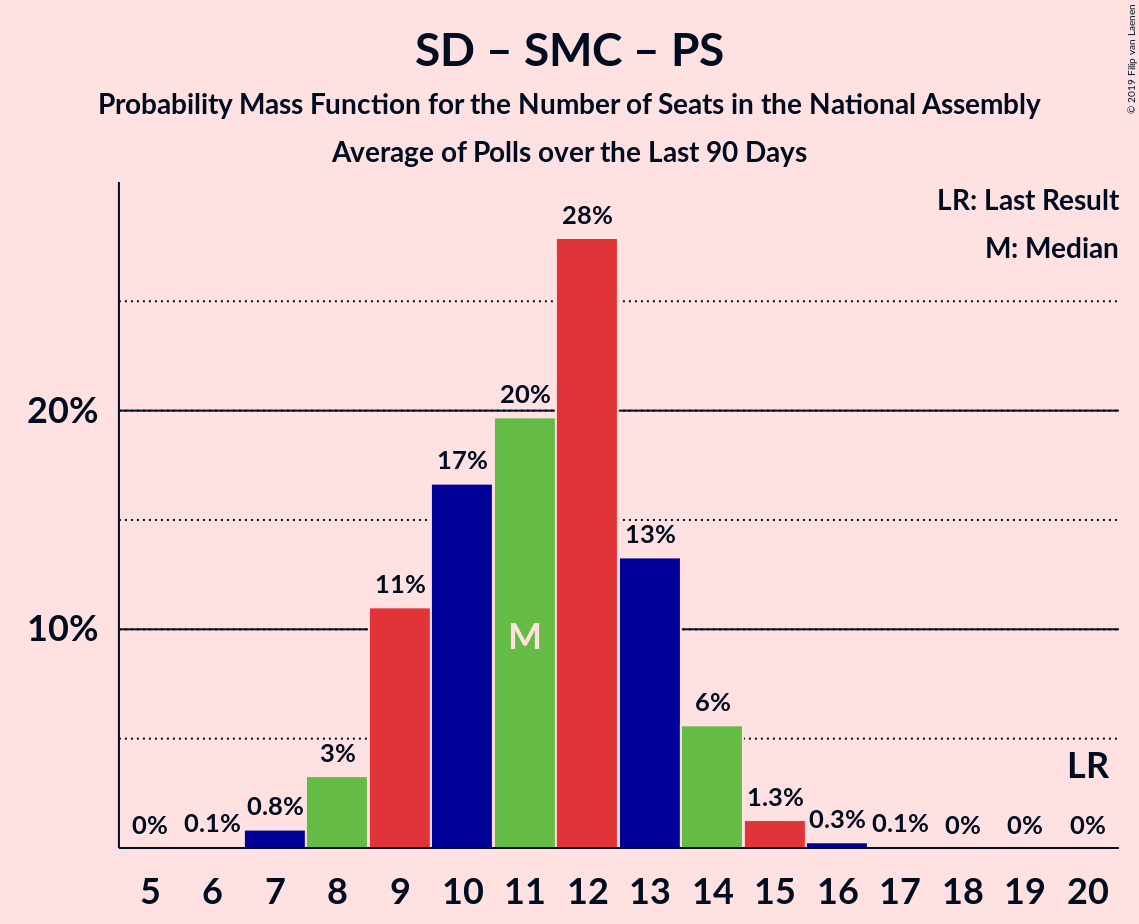 SD – SMC – PS
Probability Mass Function for the Number of Seats in the National Assembly
Average of Polls over the Last 90 Days
© 2019 Filip van Laenen
LR: Last Result
M: Median
28%
20%
20%
17%
13%
11%
10%
M
6%
3%
LR
1.3%
0.8%
0% 0.1% 0.3% 0.1% 0% 0% 0%
5 6 7 8 9 10 11 12 13 14 15 16 17 18 19 20